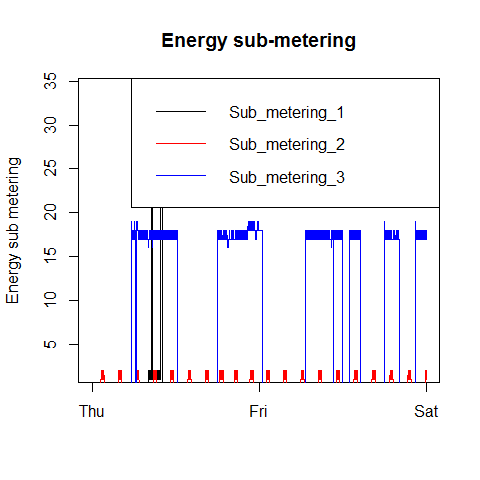 Energy sub-metering
35
30
25
20
15
10
5
Energy sub metering
Sub_metering_1
Sub_metering_2
Sub_metering_3
Thu Fri Sat